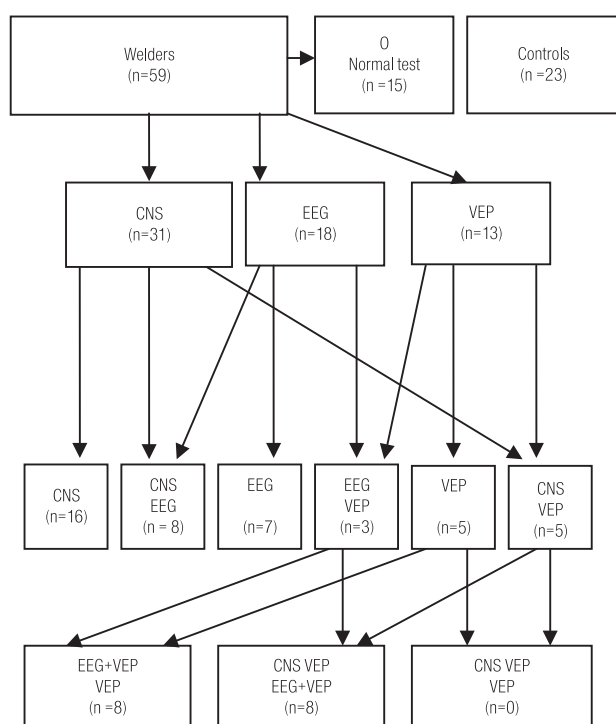 Welders
(n=59)
O
Normal test
(n =15)
Controls
(n =23)
CNS
(n=31)
EEG
(n=18)
VEP
(n=13)
CNS
(n=16)
CNS
EEG
(n = 8)
EEG
(n=7)
EEG
VEP
(n=3)
VEP
(n=5)
CNS
VEP
(n=5)
EEG+VEP
VEP
(n =8)
CNS VEP
EEG+VEP
(n=8)
CNS VEP
VEP
(n=0)